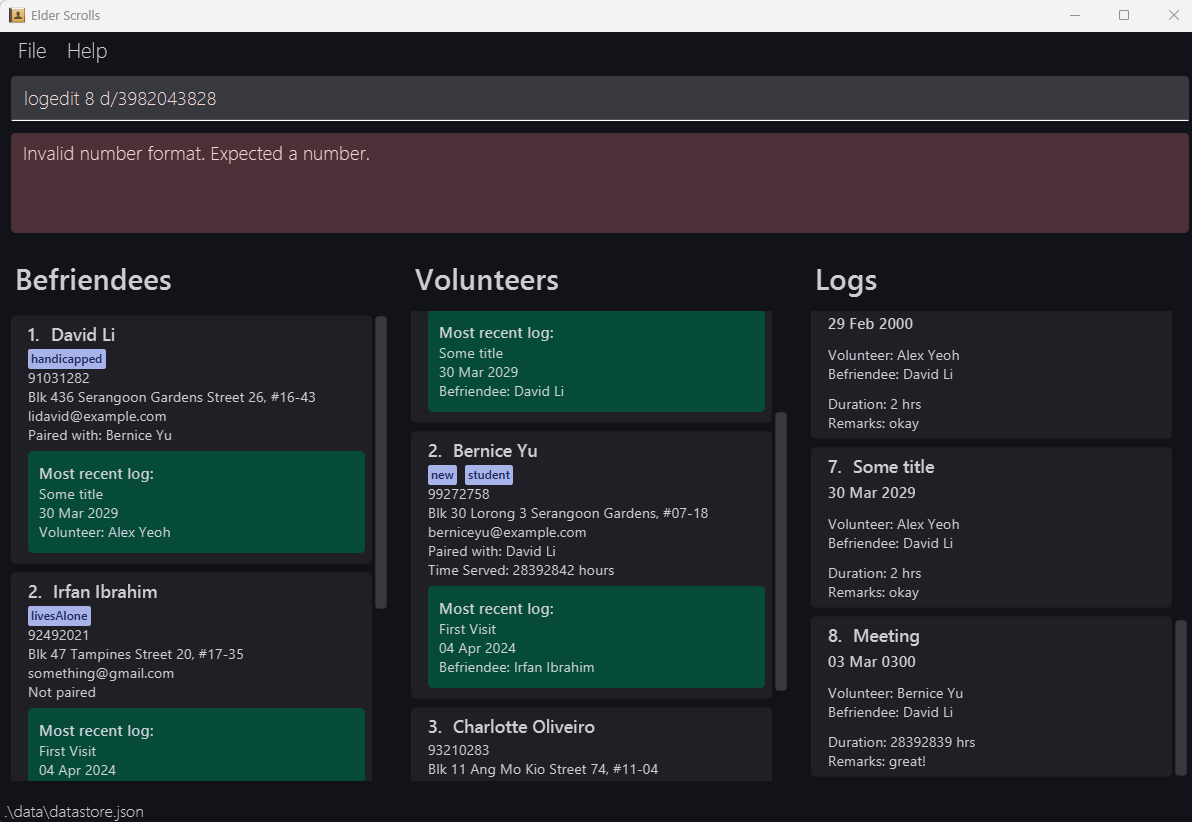 Elder Scrolls
File Help
logedit 8 d/3982043828
Invalid number format. Expected a number.
Befriendees
1. David Li
handicapped
91031282
Blk 436 Serangoon Gardens Street 26, #16-43
lidavid@example.com
Paired with: Bernice Yu
Most recent log:
Some title
30 Mar 2029
Volunteer: Alex Yeoh
2. Irfan Ibrahim
livesAlone
92492021
Blk 47 Tampines Street 20, #17-35
something@gmail.com
Not paired
Most recent log:
First Visit
04 Apr 2024
Volunteers
Most recent log:
Some title
30 Mar 2029
Befriendee: David Li
2. Bernice Yu
new student
99272758
Blk 30 Lorong 3 Serangoon Gardens, #07-18
berniceyu@example.com
Paired with: David Li
Time Served: 28392842 hours
Most recent log:
First Visit
04 Apr 2024
Befriendee: Irfan Ibrahim
3. Charlotte Oliveiro
93210283
Blk 11 Ang Mo Kio Street 74, #11-04
Logs
29 Feb 2000
Volunteer: Alex Yeoh
Befriendee: David Li
Duration: 2 hrs
Remarks: okay
7. Some title
30 Mar 2029
Volunteer: Alex Yeoh
Befriendee: David Li
Duration: 2 hrs
Remarks: okay
8. Meeting
03 Mar 0300
Volunteer: Bernice Yu
Befriendee: David Li
Duration: 28392839 hrs
Remarks: great!
.\data\datastore.json